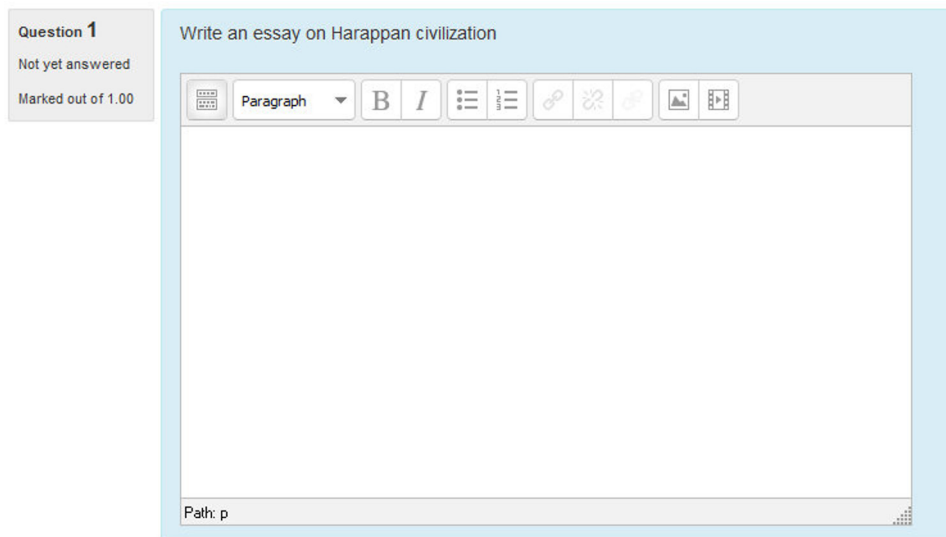 Question 1
Not yet answered
Marked out of 1.00
Write an essay on Harappan civilization
Paragraph B I
Path: p